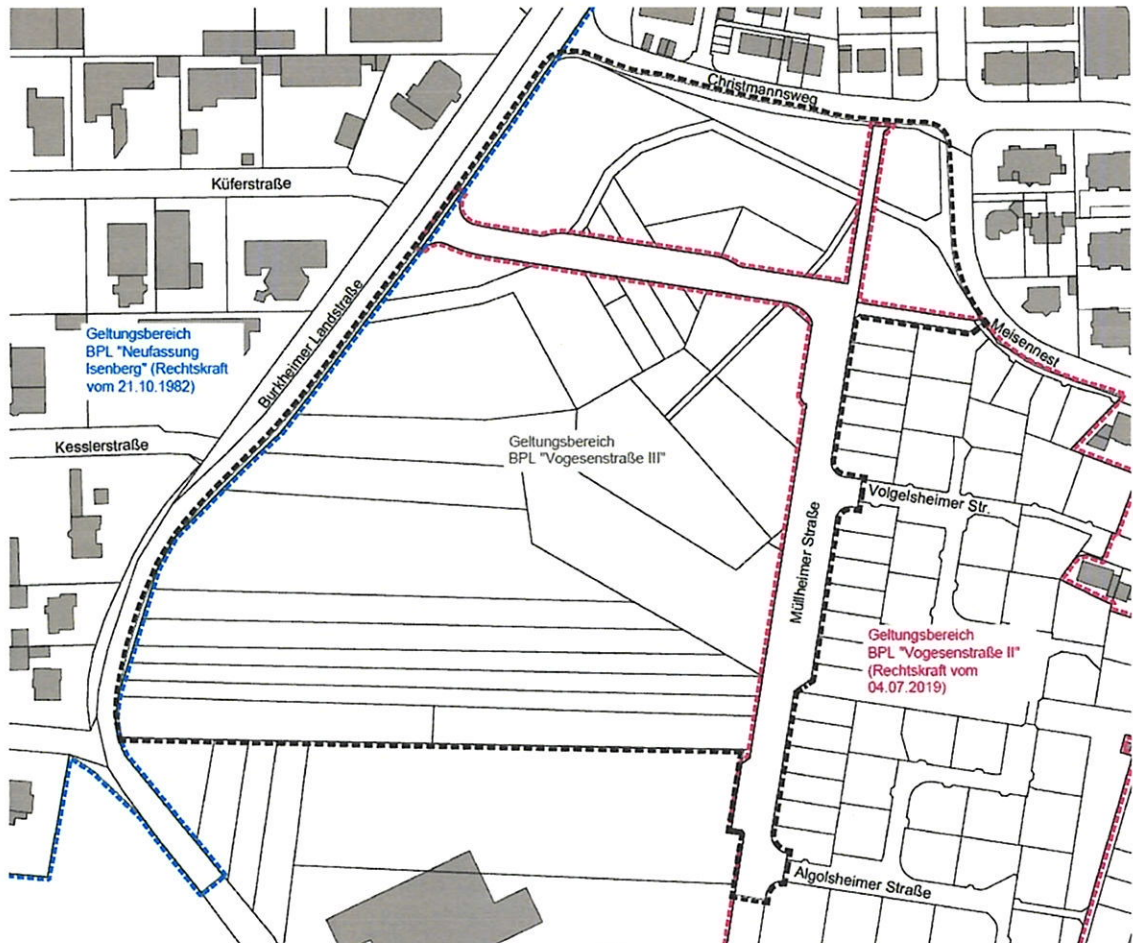 Christmannsweg
Küferstraße
Burkheimer Landstraße
Geltungsbereich
BPL "Neufassung
Isenberg" (Rechtskraft
vom 21.10.1982)
Meisennest
Kesslerstraße
Geltungsbereich
BPL "Vogesenstraße III"
Volgelsheimer Str.
Müllheimer Straße
Geltungsbereich
BPL "Vogesenstraße II"
(Rechtskraft vom
04.07.2019)
Algolsheimer Straße